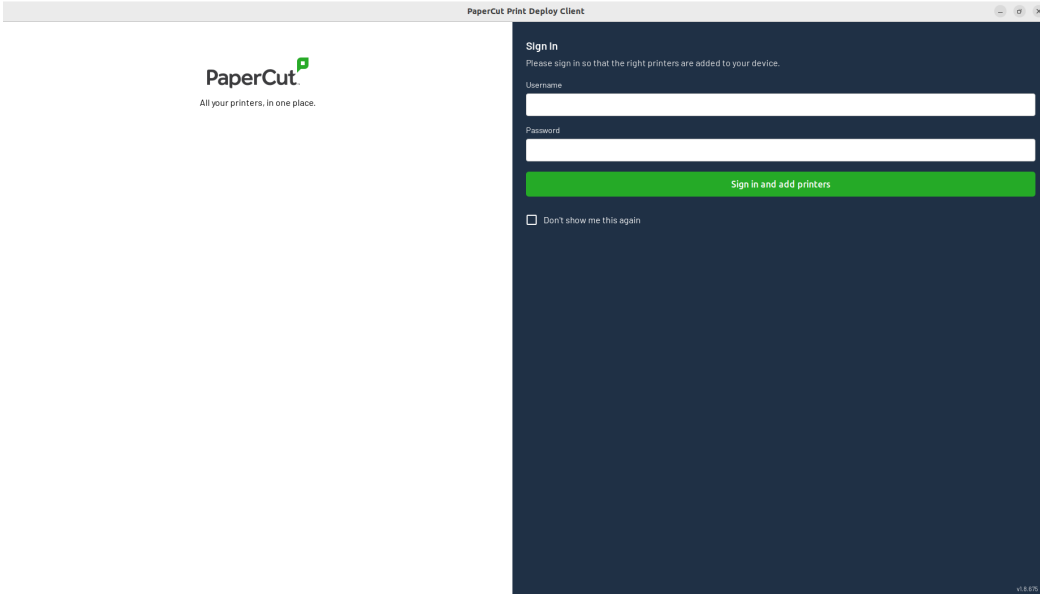 PaperCut Print Deploy Client
PaperCut
All your printers, in one place.
Sign in
Please sign in so that the right printers are added to your device.
Username
Password
Sign in and add printers
Don't show me this again
v1.9.675